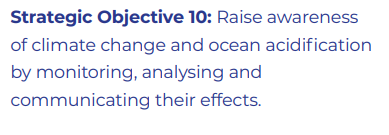 Strategic Objective 10: Raise awareness
of climate change and ocean acidification
by monitoring, analysing and
communicating their effects.